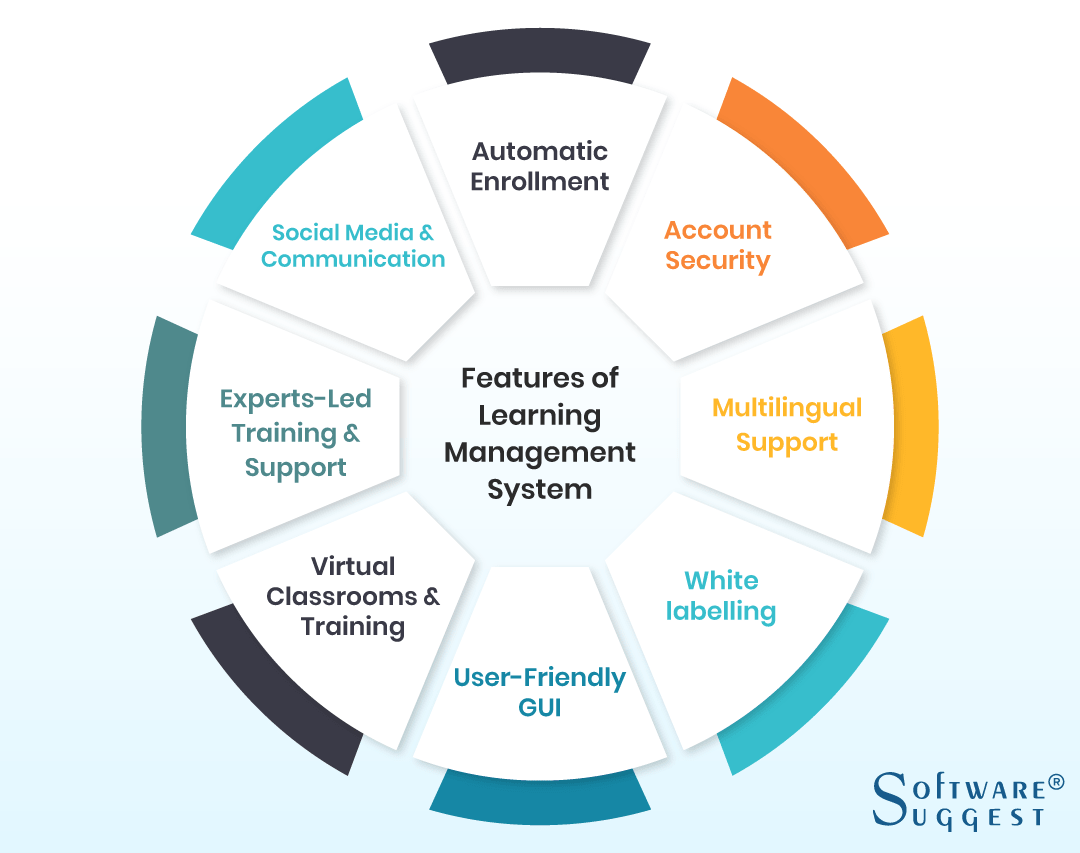 Automatic
Enrollment
Account
Security
Multilingual
Support
White
labelling
User-Friendly
GUI
Virtual
Classrooms &
Training
Experts-Led
Training &
Support
Social Media &
Communication
Features of
Learning
Management
System
SOfTWARE®
SUGGEST